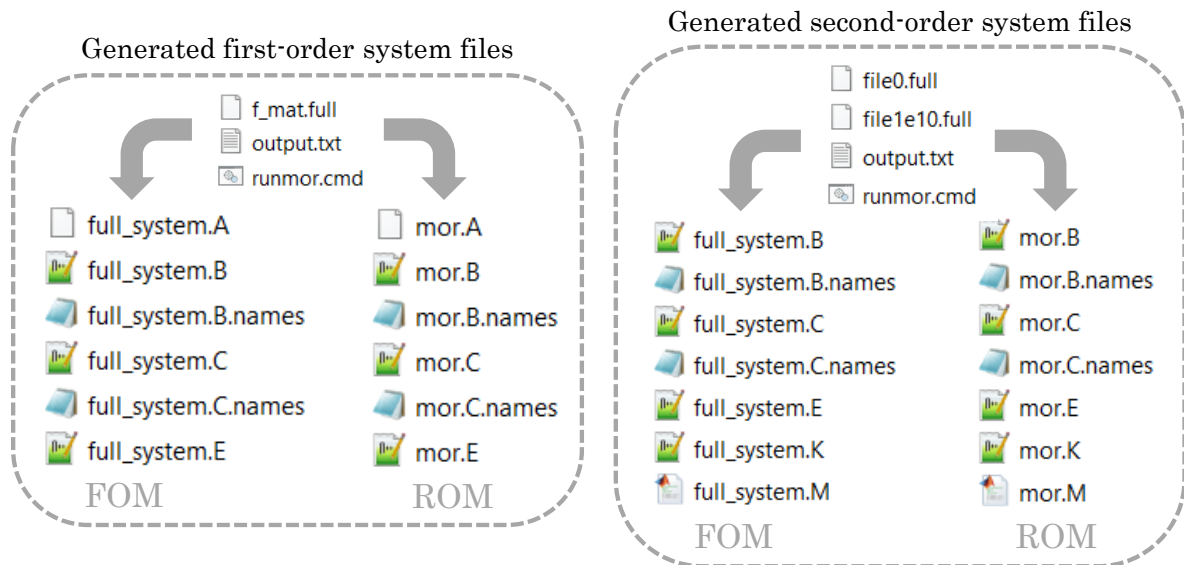 Generated first-order system files
f_mat.full
output.txt
runmor.cmd
full_system.A
full_system.B
full_system.B.names
full_system.C
full_system.C.names
full_system.E
FOM
mor.A
mor.B
mor.B.names
mor.C
mor.C.names
mor.E
ROM
Generated second-order system files
file0.full
file1e10.full
output.txt
runmor.cmd
full_system.B
full_system.B.names
full_system.C
full_system.C.names
full_system.E
full_system.K
full_system.M
FOM
mor.B
mor.B.names
mor.C
mor.C.names
mor.E
mor.K
mor.M
ROM